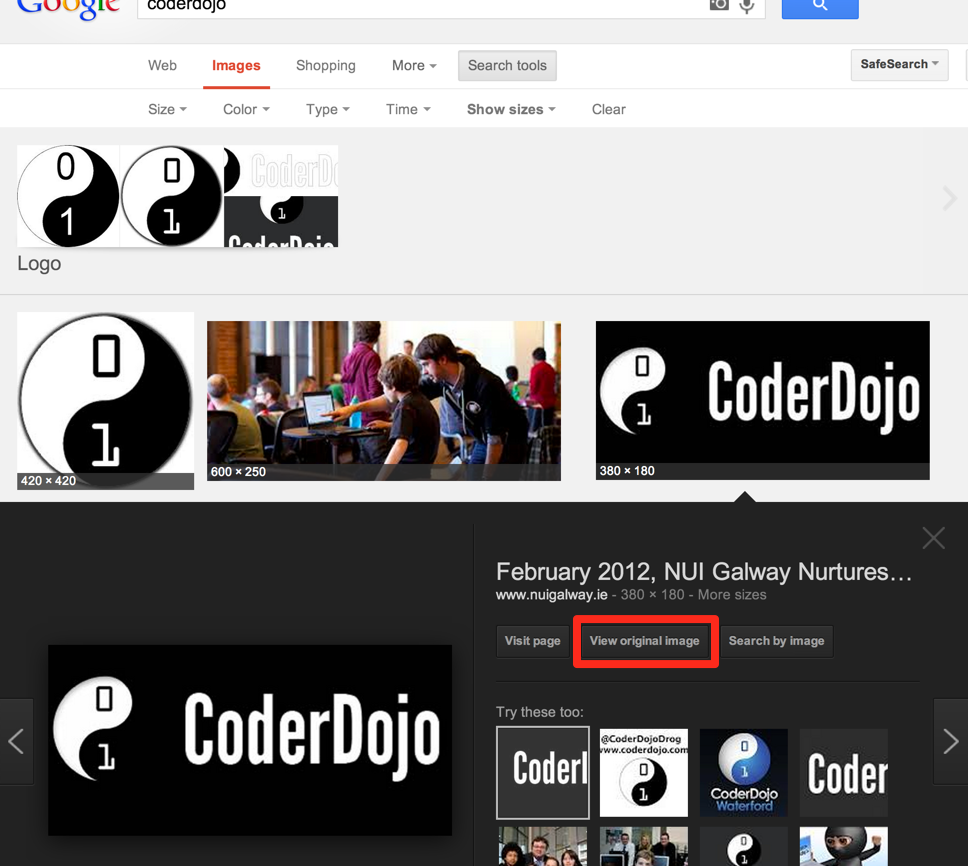 Google coderdojo
Web Images Shopping More Search tools SafeSearch
Size Color Type Time Show sizes Clear
0 0 CoderDo
1 1 1
CoderDojo
Logo
0 0 CoderDojo
1 1
420 × 420 600 × 250 380 × 180
February 2012, NUI Galway Nurtures…
www.nuigalway.ie - 380 × 180 - More sizes
Visit page View original image Search by image
0 CoderDojo
1
Try these too:
Coderl @CoderDojoDrog 0 Coder
www.coderdojo.com 1
0 CoderDojo
1 Waterford
0
1